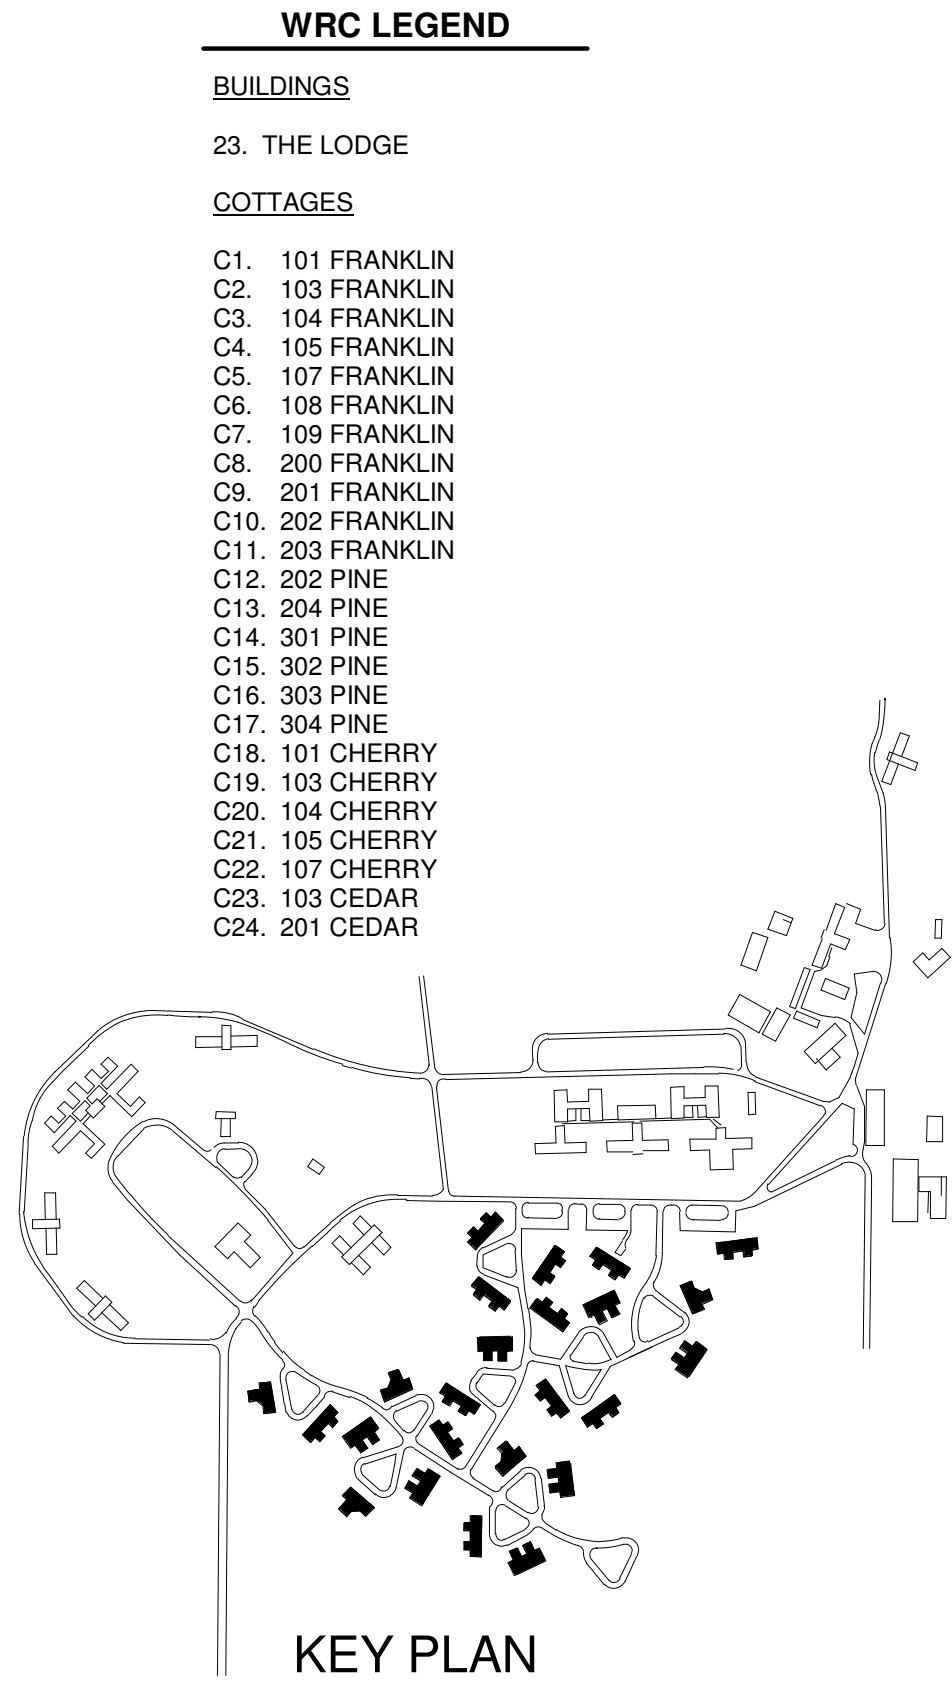 WRC LEGEND
BUILDINGS
23. THE LODGE
COTTAGES
C1. 101 FRANKLIN
C2. 103 FRANKLIN
C3. 104 FRANKLIN
C4. 105 FRANKLIN
C5. 107 FRANKLIN
C6. 108 FRANKLIN
C7. 109 FRANKLIN
C8. 200 FRANKLIN
C9. 201 FRANKLIN
C10. 202 FRANKLIN
C11. 203 FRANKLIN
C12. 202 PINE
C13. 204 PINE
C14. 301 PINE
C15. 302 PINE
C16. 303 PINE
C17. 304 PINE
C18. 101 CHERRY
C19. 103 CHERRY
C20. 104 CHERRY
C21. 105 CHERRY
C22. 107 CHERRY
C23. 103 CEDAR
C24. 201 CEDAR
KEY PLAN